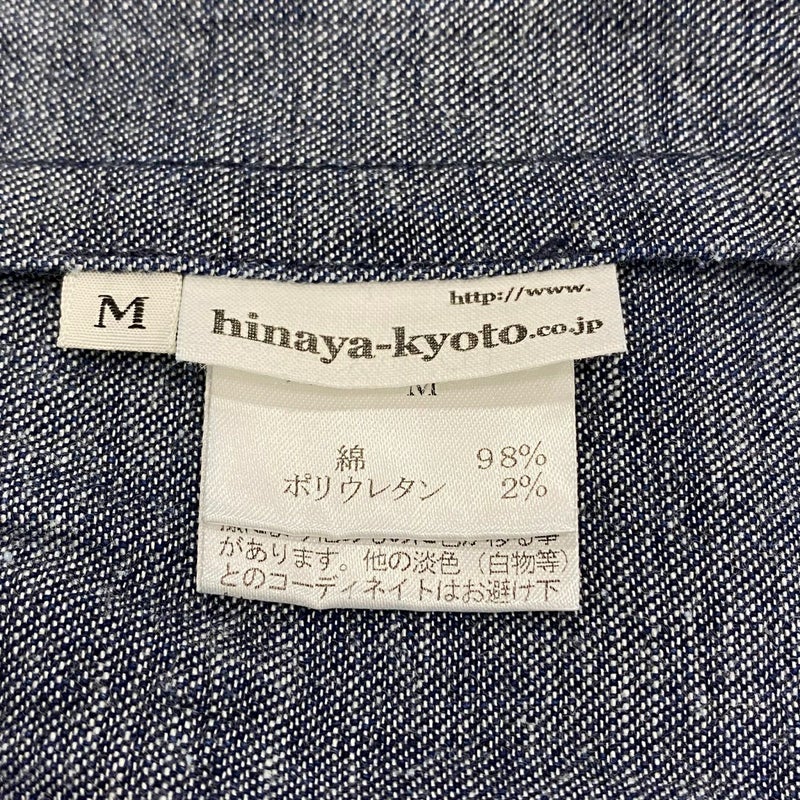 M
http://www.
hinaya-kyoto.co.jp
M
綿 98%
ポリウレタン 2%
があります。他の淡色（白物等）
とのコーディネイトはお避け下